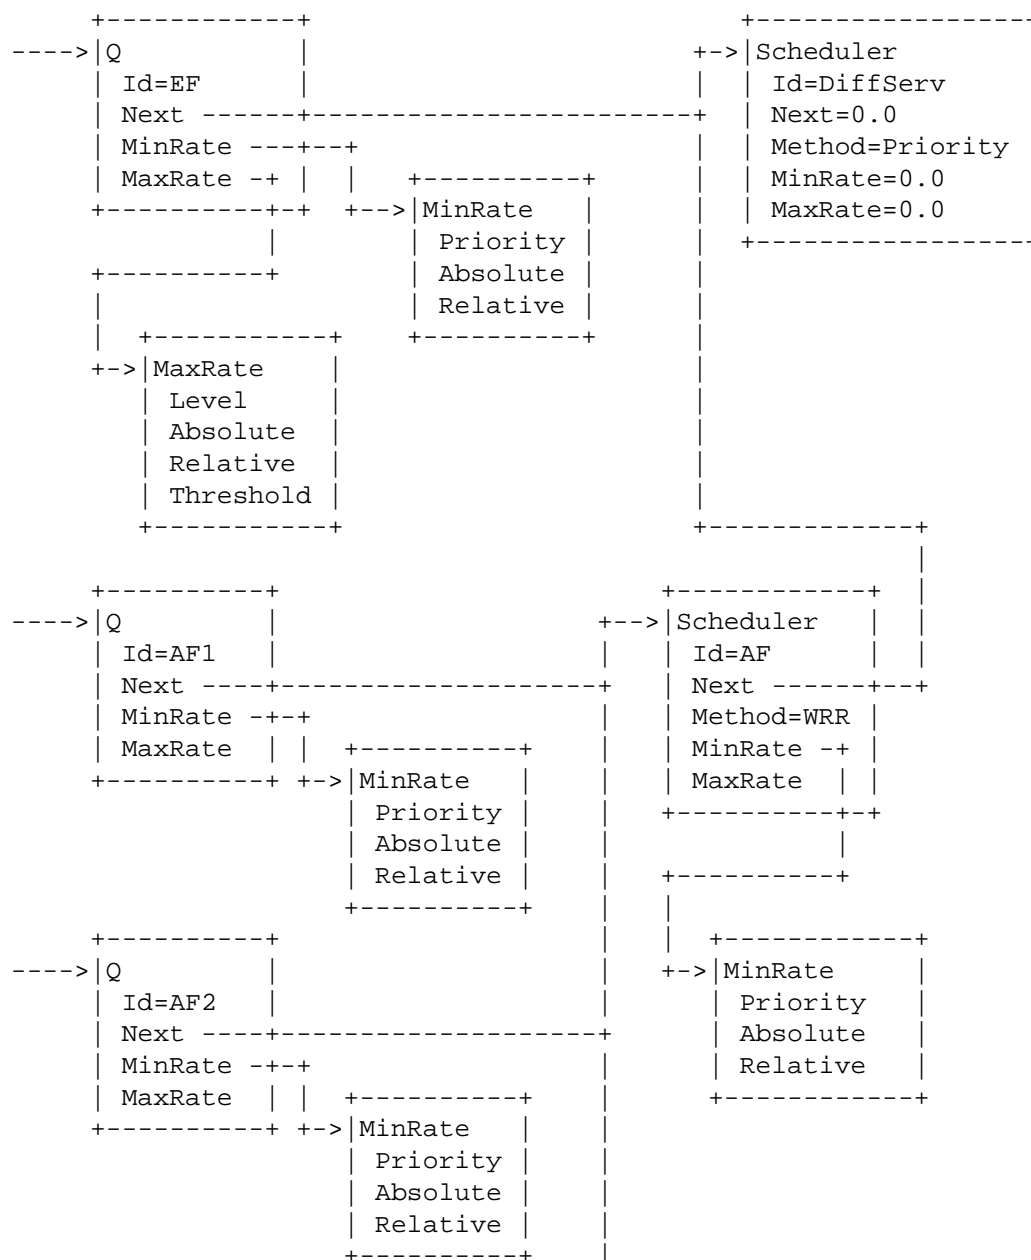 +------------+                           +-----------------
---->|Q           |                        +->|Scheduler
     | Id=EF      |                        |  | Id=DiffServ
     | Next ------+------------------------+  | Next=0.0
     | MinRate ---+--+                     |  | Method=Priority
     | MaxRate -+ |  |   +----------+      |  | MinRate=0.0
     +----------+-+  +-->|MinRate   |      |  | MaxRate=0.0
                |        | Priority |      |  +-----------------
     +----------+        | Absolute |      |
     |                   | Relative |      |
     |  +-----------+    +----------+      |
     +->|MaxRate    |                      |
        | Level     |                      |
        | Absolute  |                      |
        | Relative  |                      |
        | Threshold |                      |
        +-----------+                      +-------------+
                                                         |
     +----------+                        +------------+  |
---->|Q         |                    +-->|Scheduler   |  |
     | Id=AF1   |                    |   | Id=AF      |  |
     | Next ----+--------------------+   | Next ------+--+
     | MinRate -+-+                  |   | Method=WRR |
     | MaxRate  | |  +----------+    |   | MinRate -+ |
     +----------+ +->|MinRate   |    |   | MaxRate  | |
                     | Priority |    |   +----------+-+
                     | Absolute |    |              |
                     | Relative |    |   +----------+
                     +----------+    |   |
     +----------+                    |   |  +------------+
---->|Q         |                    |   +->|MinRate     |
     | Id=AF2   |                    |      | Priority   |
     | Next ----+--------------------+      | Absolute   |
     | MinRate -+-+                  |      | Relative   |
     | MaxRate  | |  +----------+    |      +------------+
     +----------+ +->|MinRate   |    |
                     | Priority |    |
                     | Absolute |    |
                     | Relative |    |
                     +----------+    |